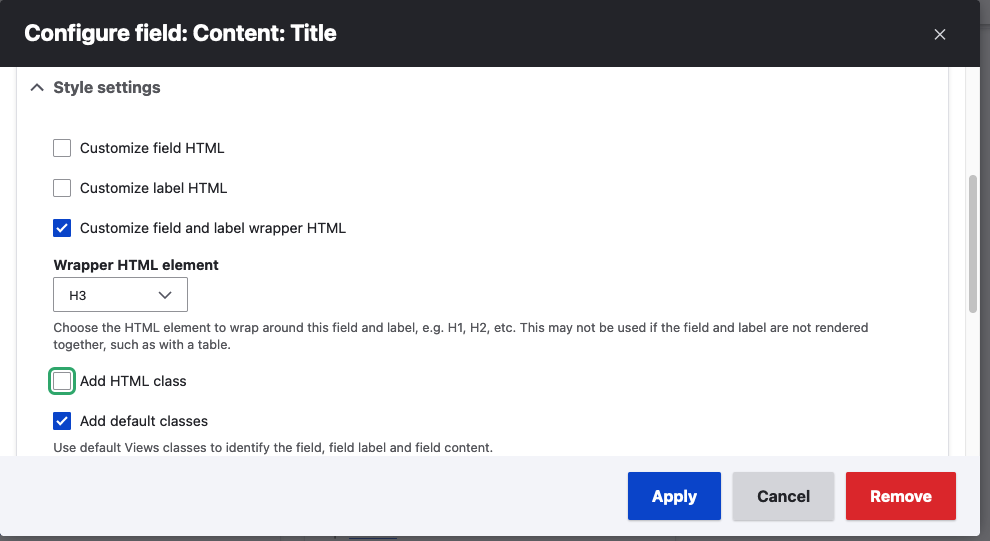 Configure field: Content: Title
Style settings
Customize field HTML
Customize label HTML
Customize field and label wrapper HTML
Wrapper HTML element
H3
Choose the HTML element to wrap around this field and label, e.g. H1, H2, etc. This may not be used if the field and label are not rendered
together, such as with a table.
Add HTML class
Add default classes
Use default Views classes to identify the field, field label and field content.
Apply Cancel Remove